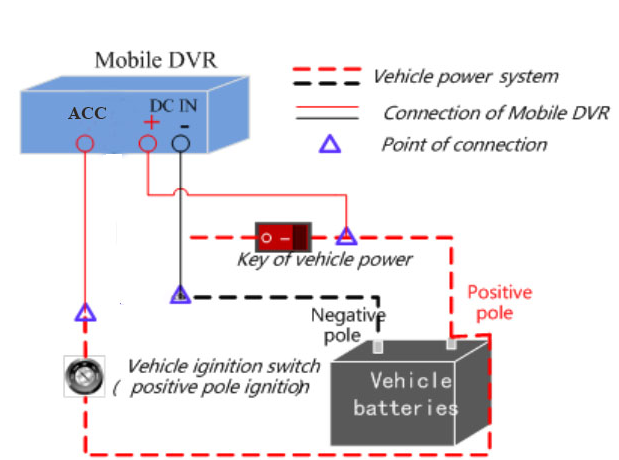 Mobile DVR
Vehicle power system
ACC
DC IN
+
-
Connection of Mobile DVR
Point of connection
Key of vehicle power
Positive
pole
Negative
pole
Vehicle iginition switch
( positive pole ignition)
Vehicle
batteries